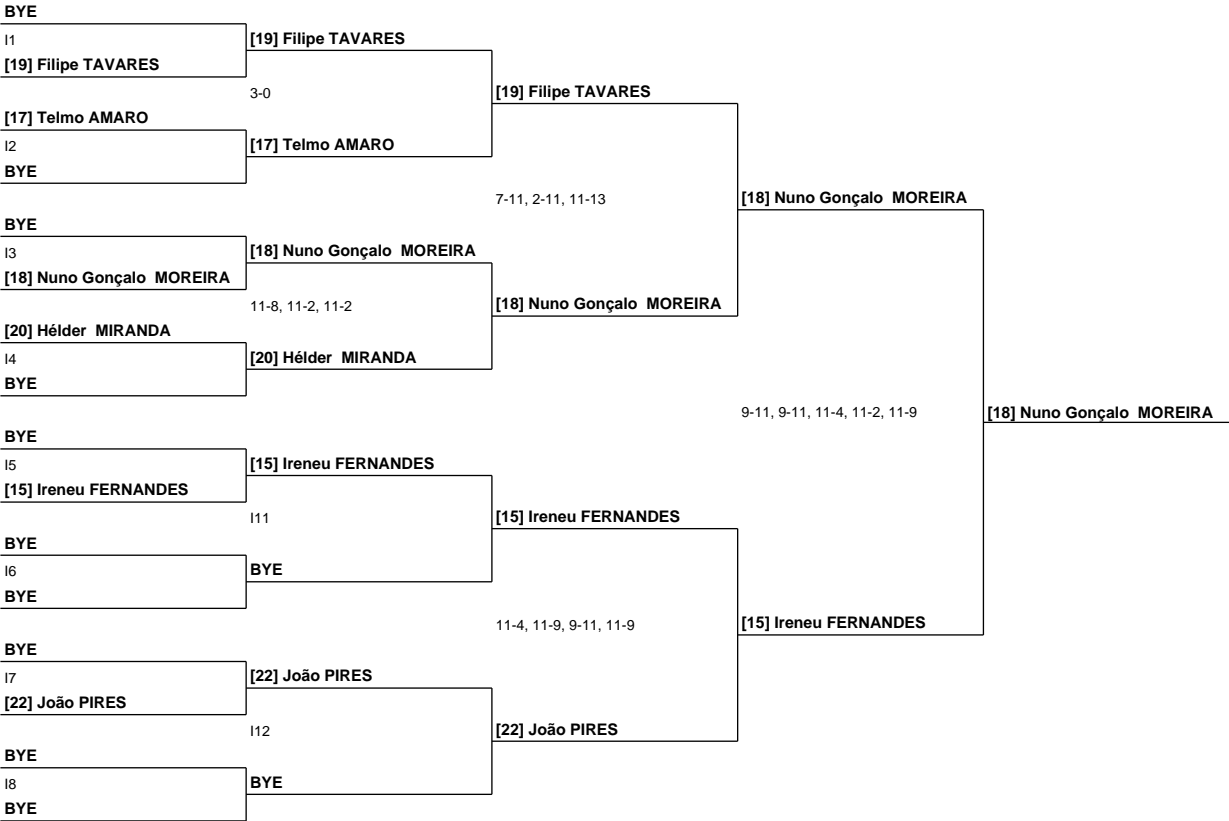 BYE
I1
[19] Filipe TAVARES
[17] Telmo AMARO
I2
BYE
BYE
I3
[18] Nuno Gonçalo  MOREIRA
[20] Hélder  MIRANDA
I4
BYE
BYE
I5
[15] Ireneu FERNANDES
BYE
I6
BYE
BYE
I7
[22] João PIRES
BYE
I8
BYE
[19] Filipe TAVARES
3-0
[17] Telmo AMARO
[18] Nuno Gonçalo  MOREIRA
11-8, 11-2, 11-2
[20] Hélder  MIRANDA
[15] Ireneu FERNANDES
I11
BYE
[22] João PIRES
I12
BYE
[19] Filipe TAVARES
7-11, 2-11, 11-13
[18] Nuno Gonçalo  MOREIRA
[15] Ireneu FERNANDES
11-4, 11-9, 9-11, 11-9
[22] João PIRES
[18] Nuno Gonçalo  MOREIRA
9-11, 9-11, 11-4, 11-2, 11-9
[15] Ireneu FERNANDES
[18] Nuno Gonçalo  MOREIRA